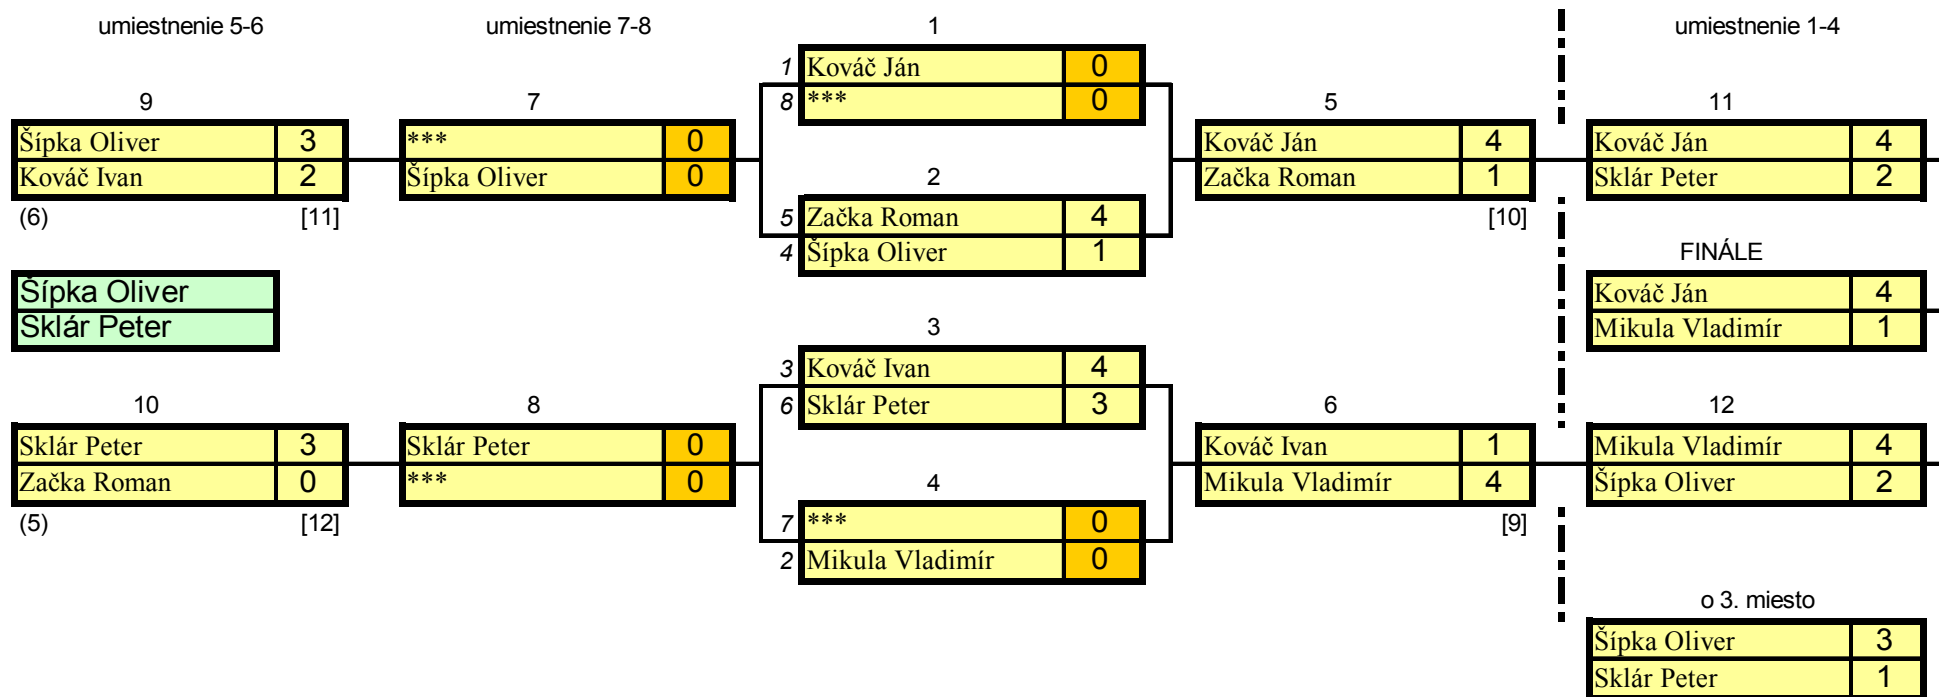 umiestnenie 5-6
umiestnenie 7-8
1
umiestnenie 1-4
1 Kováč Ján 0
8 *** 0
9
7
5
11
Šípka Oliver 3
Kováč Ivan 2
(6) [11]
*** 0
Šípka Oliver 0
2
5 Začka Roman 4
4 Šípka Oliver 1
Kováč Ján 4
Začka Roman 1
[10]
Kováč Ján 4
Sklár Peter 2
FINÁLE
Kováč Ján 4
Mikula Vladimír 1
Šípka Oliver
Sklár Peter
3
3 Kováč Ivan 4
6 Sklár Peter 3
10
8
6
12
Sklár Peter 3
Začka Roman 0
(5) [12]
Sklár Peter 0
*** 0
4
7 *** 0
2 Mikula Vladimír 0
Kováč Ivan 1
Mikula Vladimír 4
[9]
Mikula Vladimír 4
Šípka Oliver 2
o 3. miesto
Šípka Oliver 3
Sklár Peter 1